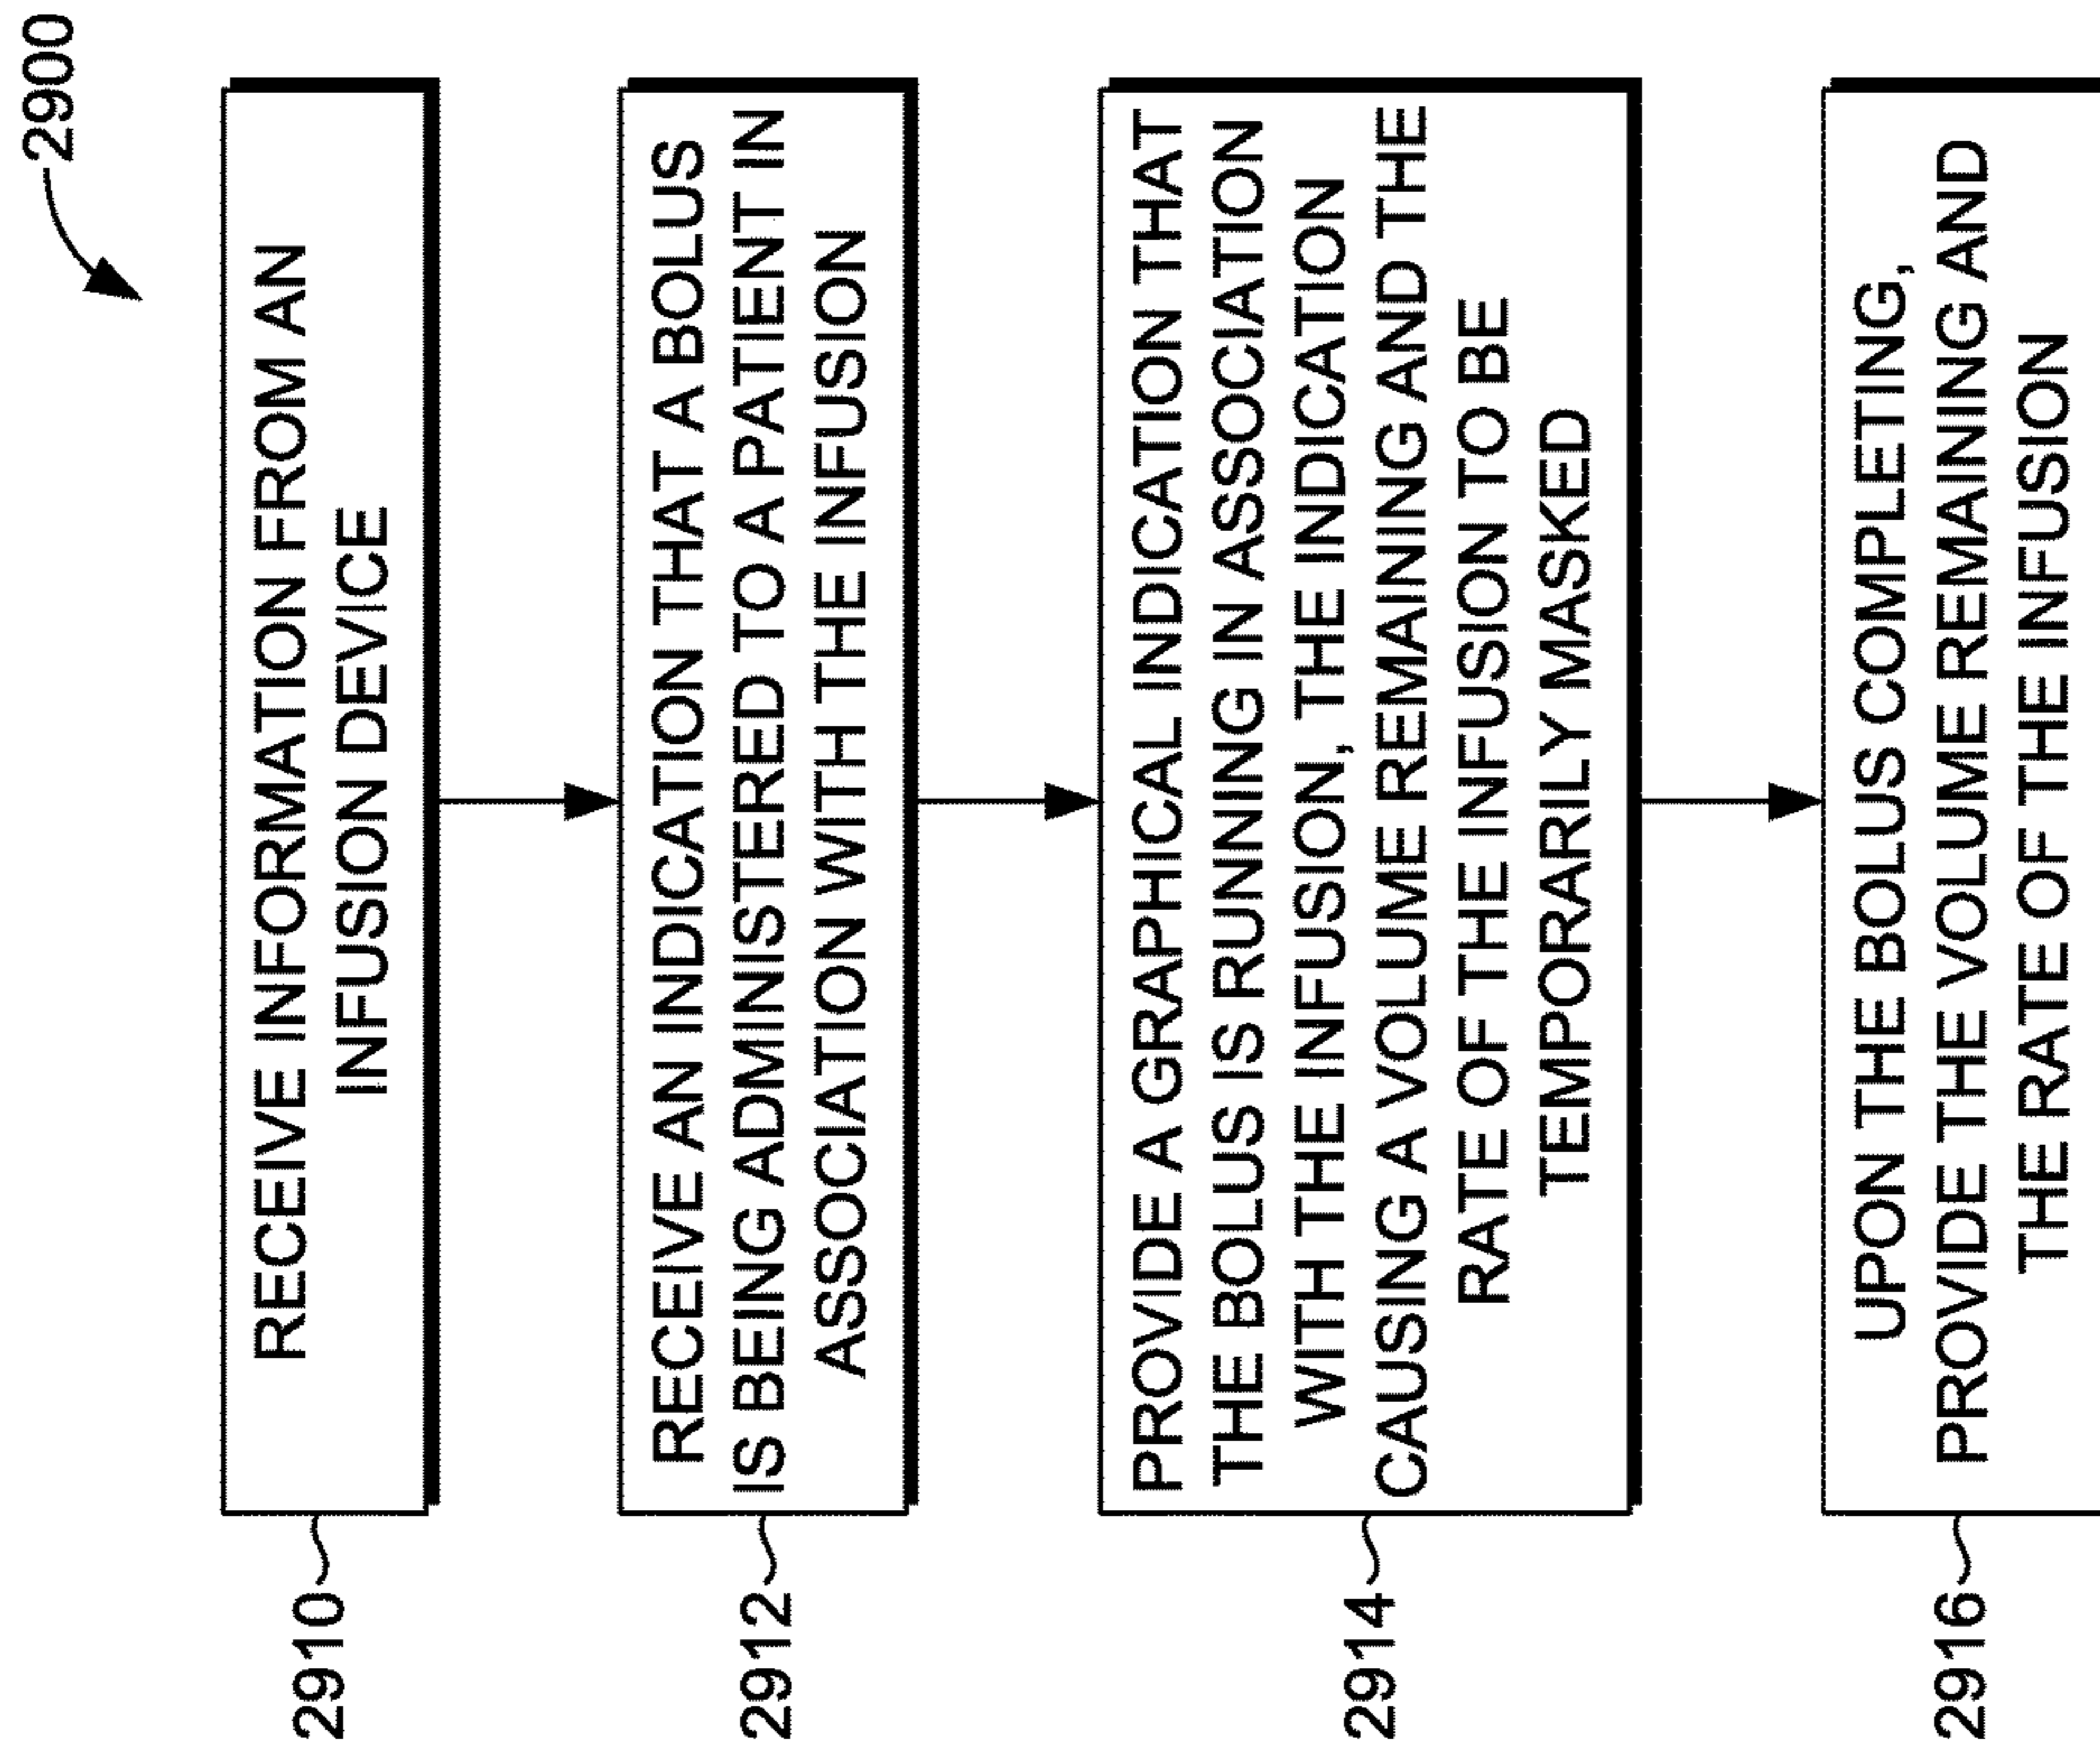 2900
RECEIVE INFORMATION FROM AN
INFUSION DEVICE
2910
RECEIVE AN INDICATION THAT A BOLUS
IS BEING ADMINISTERED TO A PATIENT IN
ASSOCIATION WITH THE INFUSION
2912
PROVIDE A GRAPHICAL INDICATION THAT
THE BOLUS IS RUNNING IN ASSOCIATION
WITH THE INFUSION, THE INDICATION
CAUSING A VOLUME REMAINING AND THE
RATE OF THE INFUSION TO BE
TEMPORARILY MASKED
2914
UPON THE BOLUS COMPLETING,
PROVIDE THE VOLUME REMAINING AND
THE RATE OF THE INFUSION
2916